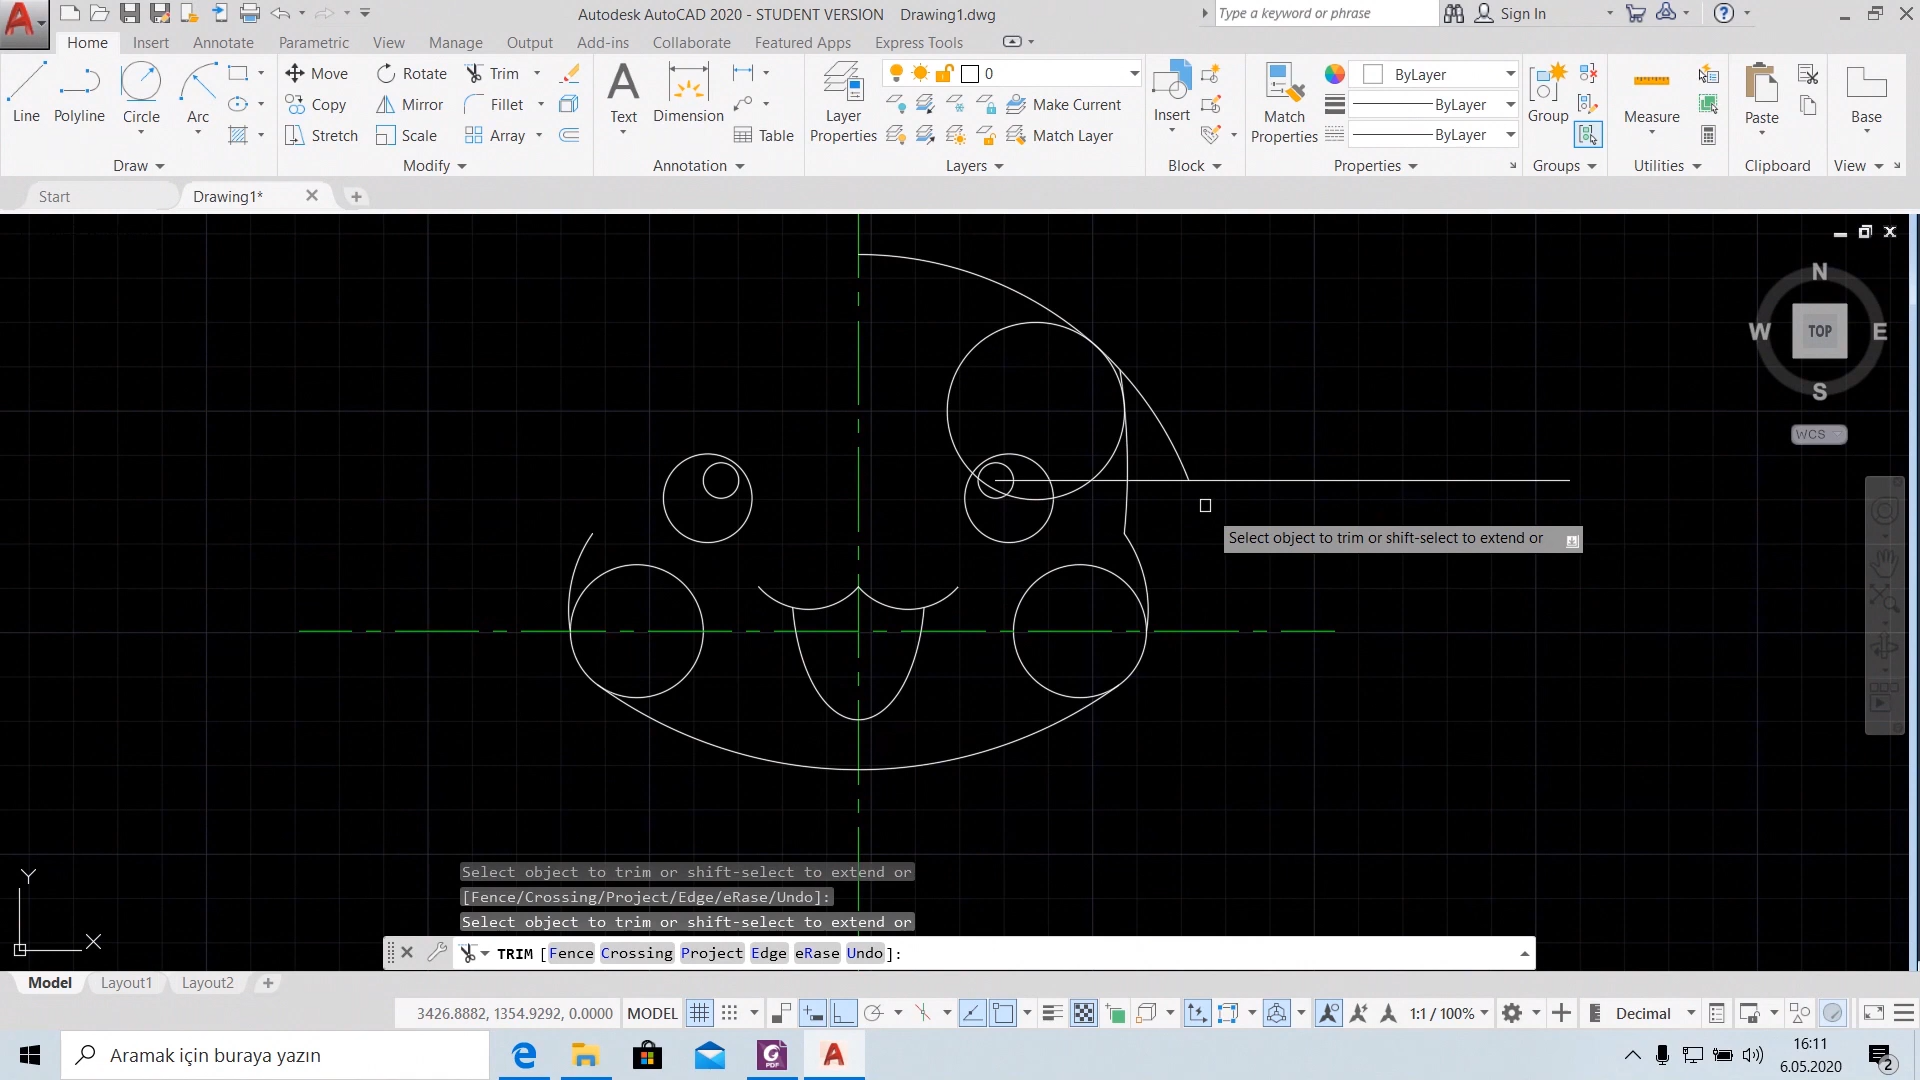 Autodesk AutoCAD 2020 - STUDENT VERSION Drawing1.dwg
Type a keyword or phrase
Sign In
Home Insert Annotate Parametric View Manage Output Add-ins Collaborate Featured Apps Express Tools
Line Polyline Circle Arc
Move Rotate Trim
Copy Mirror Fillet
Stretch Scale Array
Text Dimension Table
Layer Properties
0
Make Current
Match Layer
Insert
Match Properties
ByLayer
ByLayer
ByLayer
Group Measure Paste Base
Draw Modify Annotation Layers Block Properties Groups Utilities Clipboard View
Start Drawing1*
N
W TOP E
S
WCS
Select object to trim or shift-select to extend or
Y
X
Select object to trim or shift-select to extend or
[Fence/Crossing/Project/Edge/eRase/Undo]:
Select object to trim or shift-select to extend or
TRIM [Fence Crossing Project Edge eRase Undo]:
Model Layout1 Layout2
3426.8882, 1354.9292, 0.0000 MODEL 1:1 / 100% Decimal
Aramak için buraya yazın
16:11
6.05.2020
2